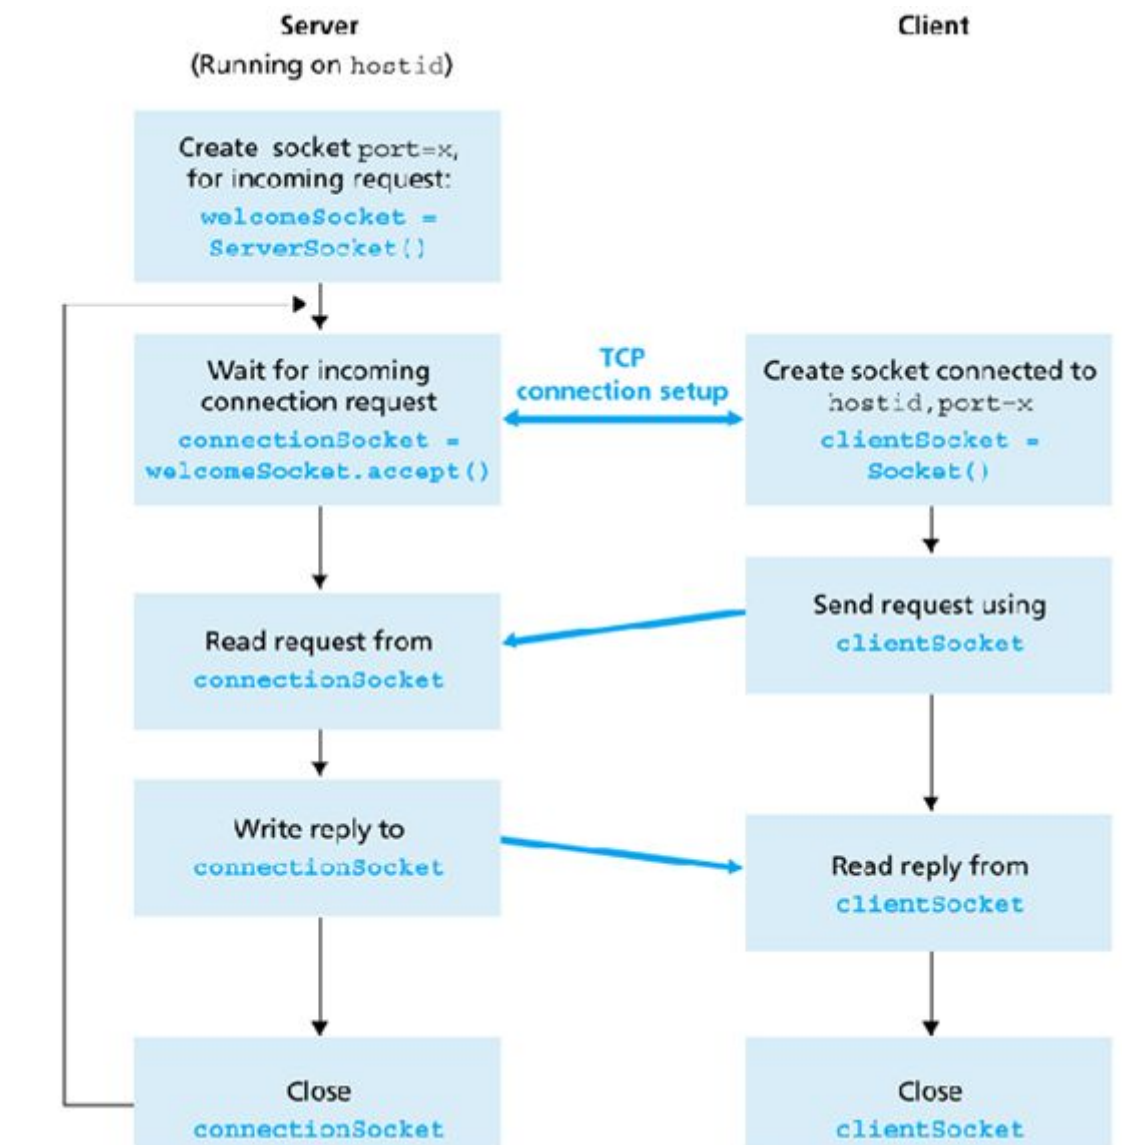 Server
(Running on hostid)
Create socket port=x,
for incoming request:
welcomeSocket =
ServerSocket()
Wait for incoming
connection request
connectionSocket =
welcomeSocket.accept()
Read request from
connectionSocket
Write reply to
connectionSocket
Close
connectionSocket
TCP
connection setup
Client
Create socket connected to
hostid,port=x
clientSocket =
Socket()
Send request using
clientSocket
Read reply from
clientSocket
Close
clientSocket